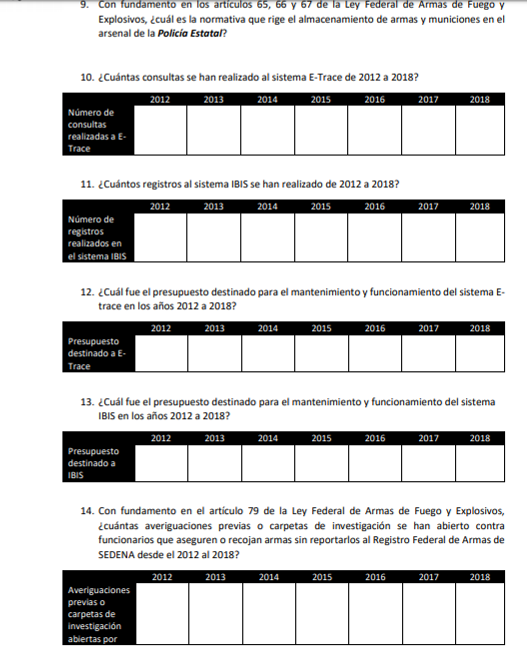 9. Con fundamento en los artículos 65, 66 y 67 de la Ley Federal de Armas de Fuego y
Explosivos, ¿cuál es la normativa que rige el almacenamiento de armas y municiones en el
arsenal de la Policía Estatal?
10. ¿Cuántas consultas se han realizado al sistema E-Trace de 2012 a 2018?
2012 2013 2014 2015 2016 2017 2018
Número de
consultas
realizadas a E-
Trace
11. ¿Cuántos registros al sistema IBIS se han realizado de 2012 a 2018?
2012 2013 2014 2015 2016 2017 2018
Número de
registros
realizados en
el sistema IBIS
12. ¿Cuál fue el presupuesto destinado para el mantenimiento y funcionamiento del sistema E-
trace en los años 2012 a 2018?
2012 2013 2014 2015 2016 2017 2018
Presupuesto
destinado a E-
Trace
13. ¿Cuál fue el presupuesto destinado para el mantenimiento y funcionamiento del sistema
IBIS en los años 2012 a 2018?
2012 2013 2014 2015 2016 2017 2018
Presupuesto
destinado a
IBIS
14. Con fundamento en el artículo 79 de la Ley Federal de Armas de Fuego y Explosivos,
¿cuántas averiguaciones previas o carpetas de investigación se han abierto contra
funcionarios que aseguren o recojan armas sin reportarlos al Registro Federal de Armas de
SEDENA desde el 2012 al 2018?
2012 2013 2014 2015 2016 2017 2018
Averiguaciones
previas o
carpetas de
investigación
abiertas por